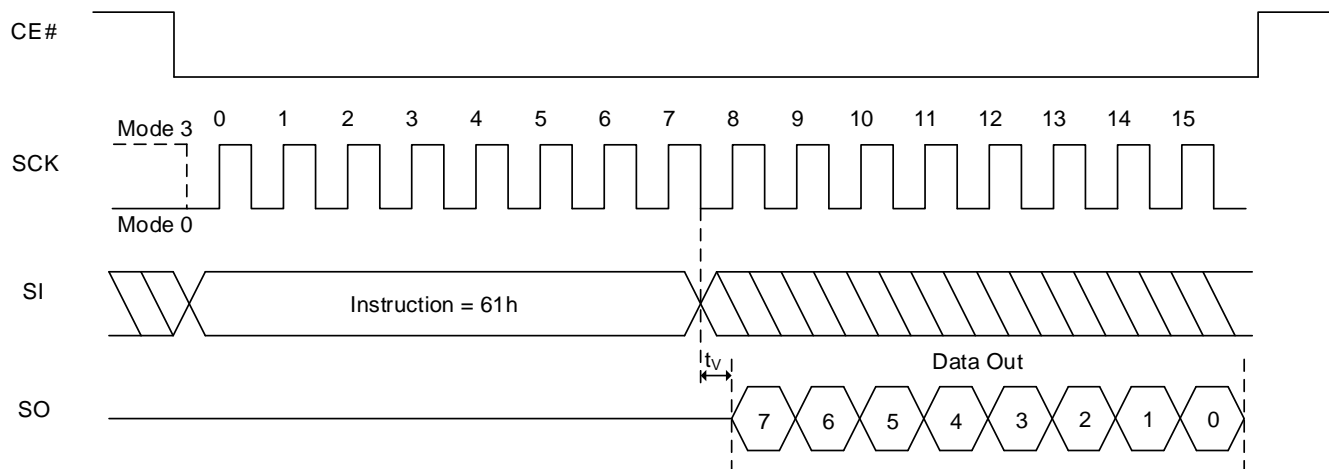 CE#
Mode 3
0 1 2 3 4 5 6 7 8 9 10 11 12 13 14 15
SCK
Mode 0
SI
Instruction = 61h
tV
Data Out
SO
7 6 5 4 3 2 1 0